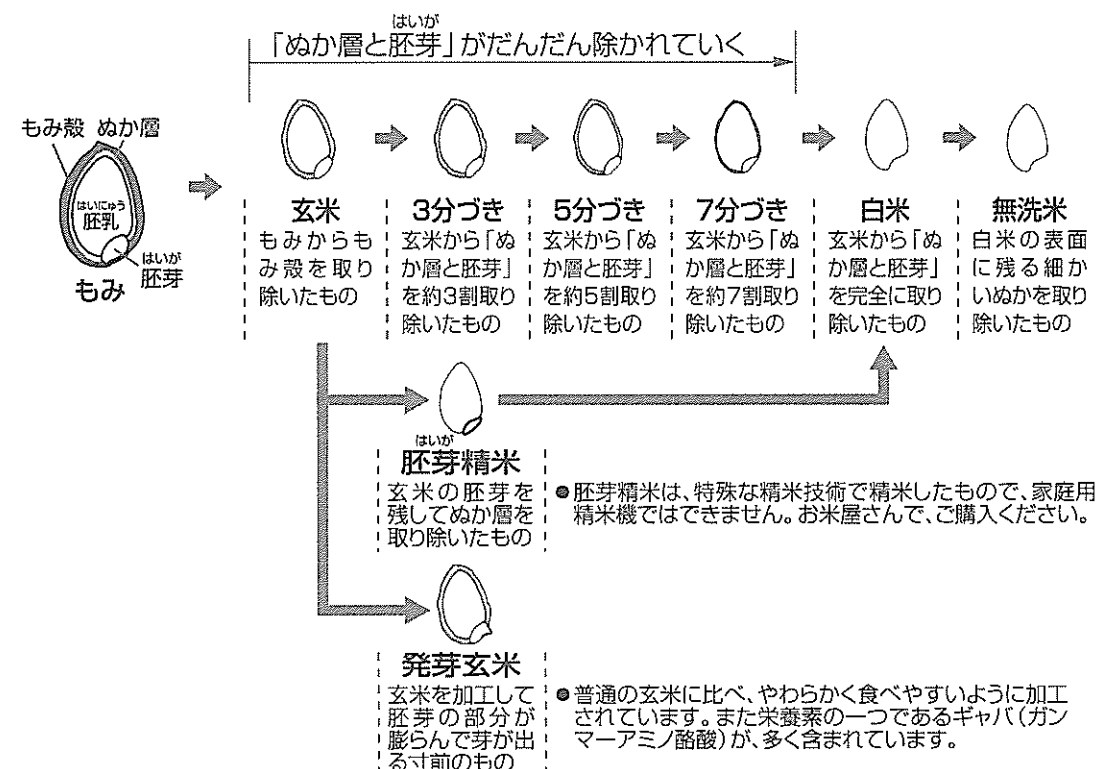 はいが
「ぬか層と胚芽」がだんだん除かれていく
もみ殻 ぬか層
はいにゅう
胚乳
はいが
胚芽
もみ
玄米
もみからも
み殻を取り
除いたもの
3分づき
玄米から「ぬ
か層と胚芽」
を約3割取り
除いたもの
5分づき
玄米から「ぬ
か層と胚芽」
を約5割取り
除いたもの
7分づき
玄米から「ぬ
か層と胚芽」
を約7割取り
除いたもの
白米
玄米から「ぬ
か層と胚芽」
を完全に取り
除いたもの
無洗米
白米の表面
に残る細か
いぬかを取り
除いたもの
はいが
胚芽精米
玄米の胚芽を
残してぬか層を
取り除いたもの
●胚芽精米は、特殊な精米技術で精米したもので、家庭用
精米機ではできません。お米屋さんで、ご購入ください。
発芽玄米
玄米を加工して
胚芽の部分が
膨らんで芽が出
る寸前のもの
●普通の玄米に比べ、やわらかく食べやすいように加工
されています。また栄養素の一つであるギャバ(ガン
マーアミノ酪酸)が、多く含まれています。